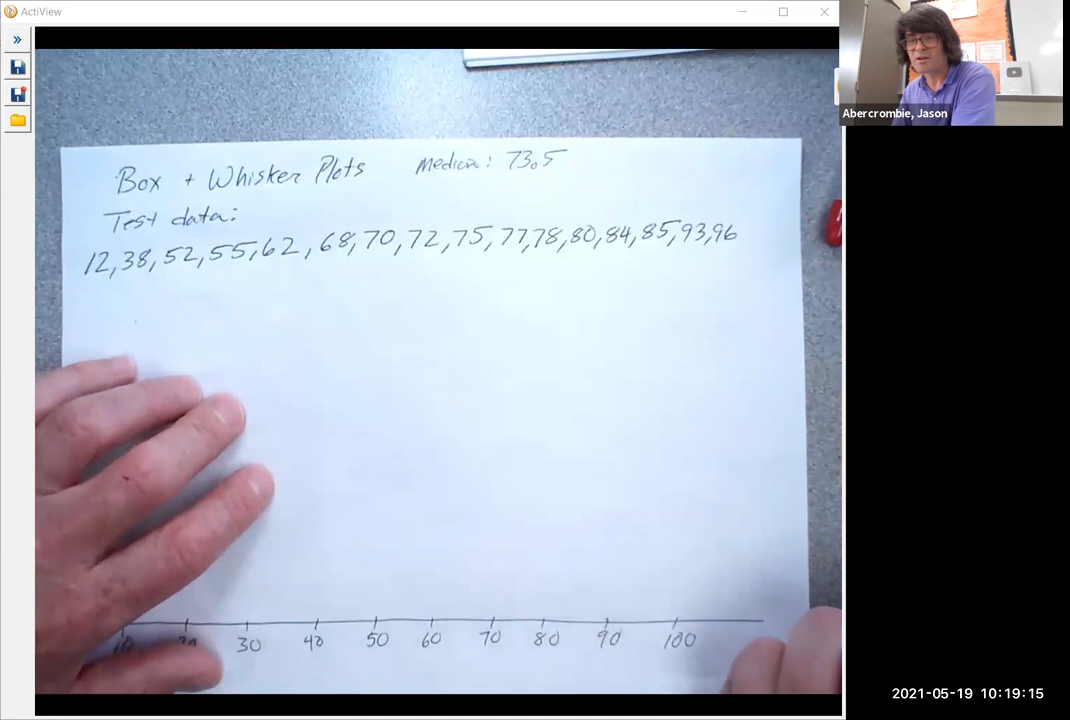 ActiView
Abercrombie, Jason
Box + Whisker Plots Median: 73.5
Test data:
12, 38, 52, 55, 62, 68, 70, 72, 75, 77, 78, 80, 84, 85, 93, 96
10 20 30 40 50 60 70 80 90 100
2021-05-19 10:19:15